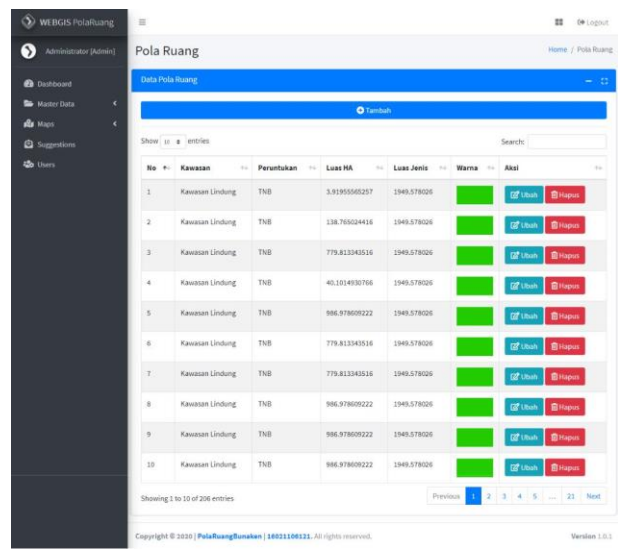 WEBGIS PolaRuang
Logout
Administrator [Admin]
Pola Ruang
Home / Pola Ruang
Dashboard
Master Data
Maps
Suggestions
Users
Data Pola Ruang
Tambah
Show 10 entries
Search:
No Kawasan Peruntukan Luas HA Luas Jenis Warna Aksi
1 Kawasan Lindung TNB 3.91955565257 1949.578026 Ubah Hapus
2 Kawasan Lindung TNB 138.765024416 1949.578026 Ubah Hapus
3 Kawasan Lindung TNB 779.813343516 1949.578026 Ubah Hapus
4 Kawasan Lindung TNB 40.1014930766 1949.578026 Ubah Hapus
5 Kawasan Lindung TNB 986.978609222 1949.578026 Ubah Hapus
6 Kawasan Lindung TNB 779.813343516 1949.578026 Ubah Hapus
7 Kawasan Lindung TNB 779.813343516 1949.578026 Ubah Hapus
8 Kawasan Lindung TNB 986.978609222 1949.578026 Ubah Hapus
9 Kawasan Lindung TNB 986.978609222 1949.578026 Ubah Hapus
10 Kawasan Lindung TNB 986.978609222 1949.578026 Ubah Hapus
Showing 1 to 10 of 206 entries
Previous 1 2 3 4 5 ... 21 Next
Copyright © 2020 | PolaRuangBunaken | 16021106121. All rights reserved.
Version 1.0.1